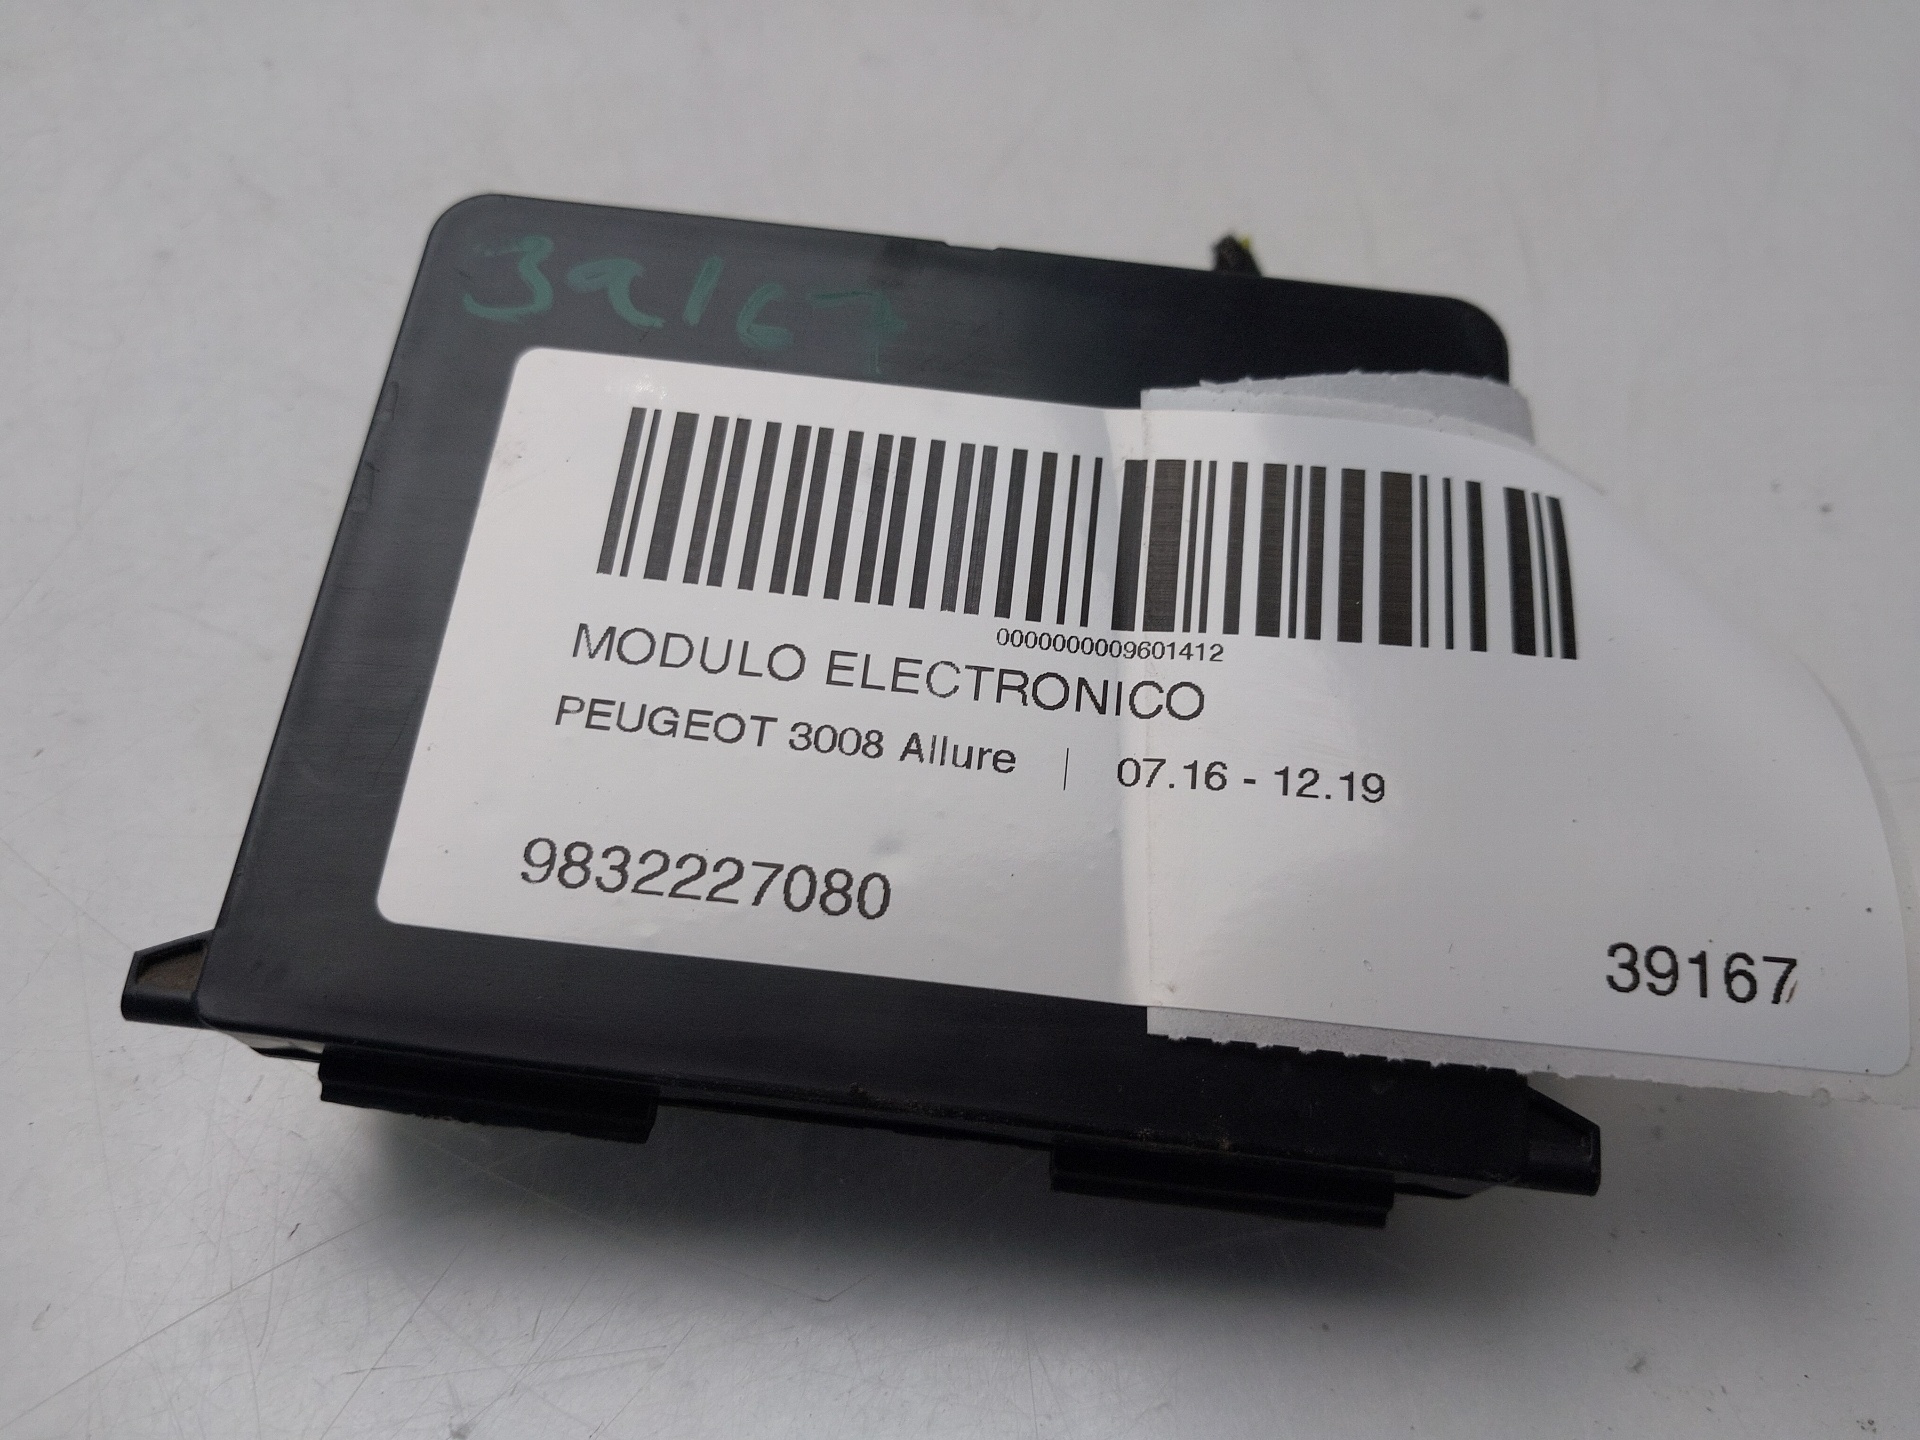 39167
0000000009601412
MODULO ELECTRONICO
PEUGEOT 3008 Allure | 07.16 - 12.19
9832227080
39167